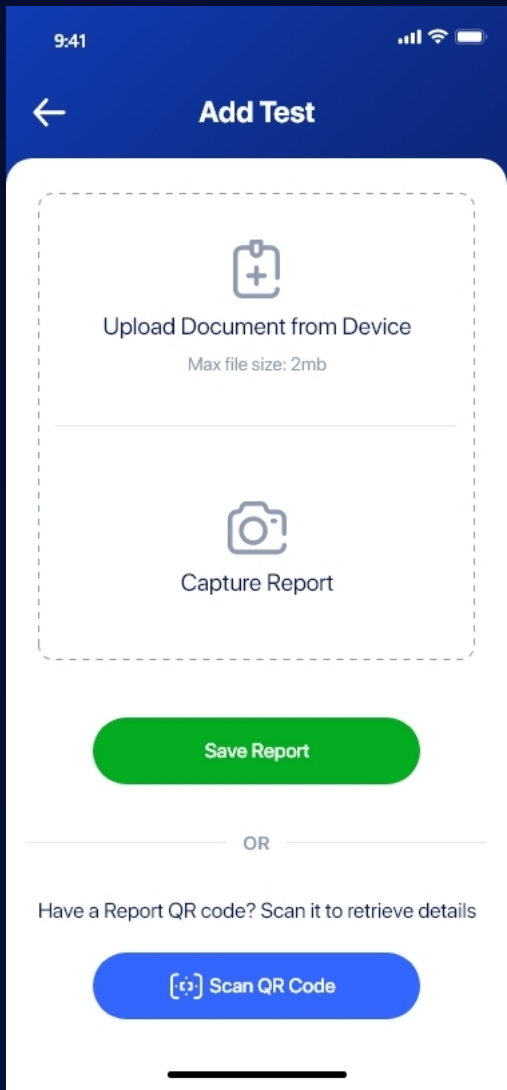 9:41
Add Test
Upload Document from Device
Max file size: 2mb
Capture Report
Save Report
OR
Have a Report QR code? Scan it to retrieve details
Scan QR Code